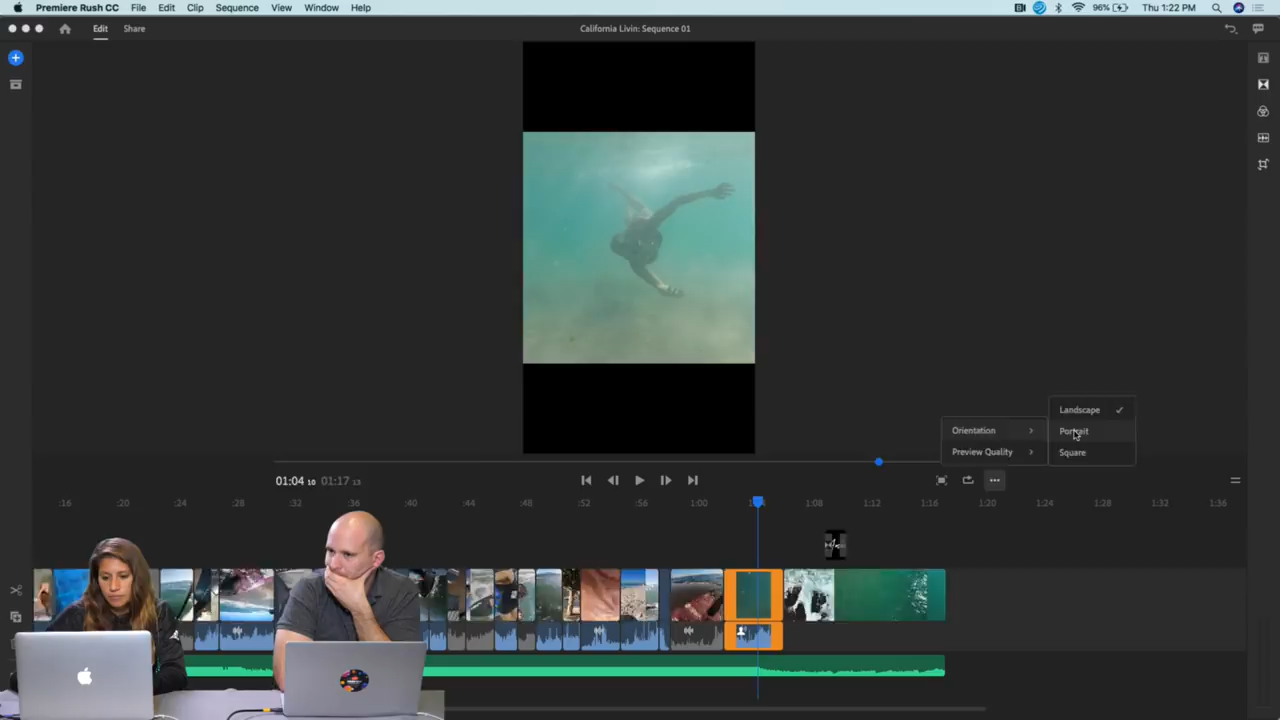 Premiere Rush CC File Edit Clip Sequence View Window Help 96% Thu 1:22 PM
Edit Share California Livin: Sequence 01
Landscape
Orientation Portrait
Preview Quality Square
01:04 10 01:17 13
:16 :20 :24 :28 :32 :36 :40 :44 :48 :52 :56 1:00 1:08 1:12 1:16 1:20 1:24 1:28 1:32 1:36